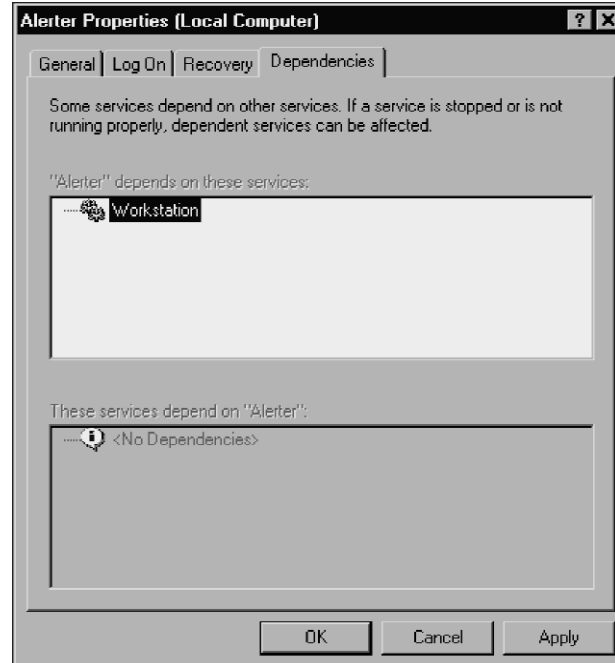 Alerter Properties (Local Computer)
General
Log On
Recovery
Dependencies
Some services depend on other services. If a service is stopped or is not
running properly, dependent services can be affected.
"Alerter" depends on these services:
Workstation
These services depend on "Alerter":
<No Dependencies>
OK
Cancel
Apply